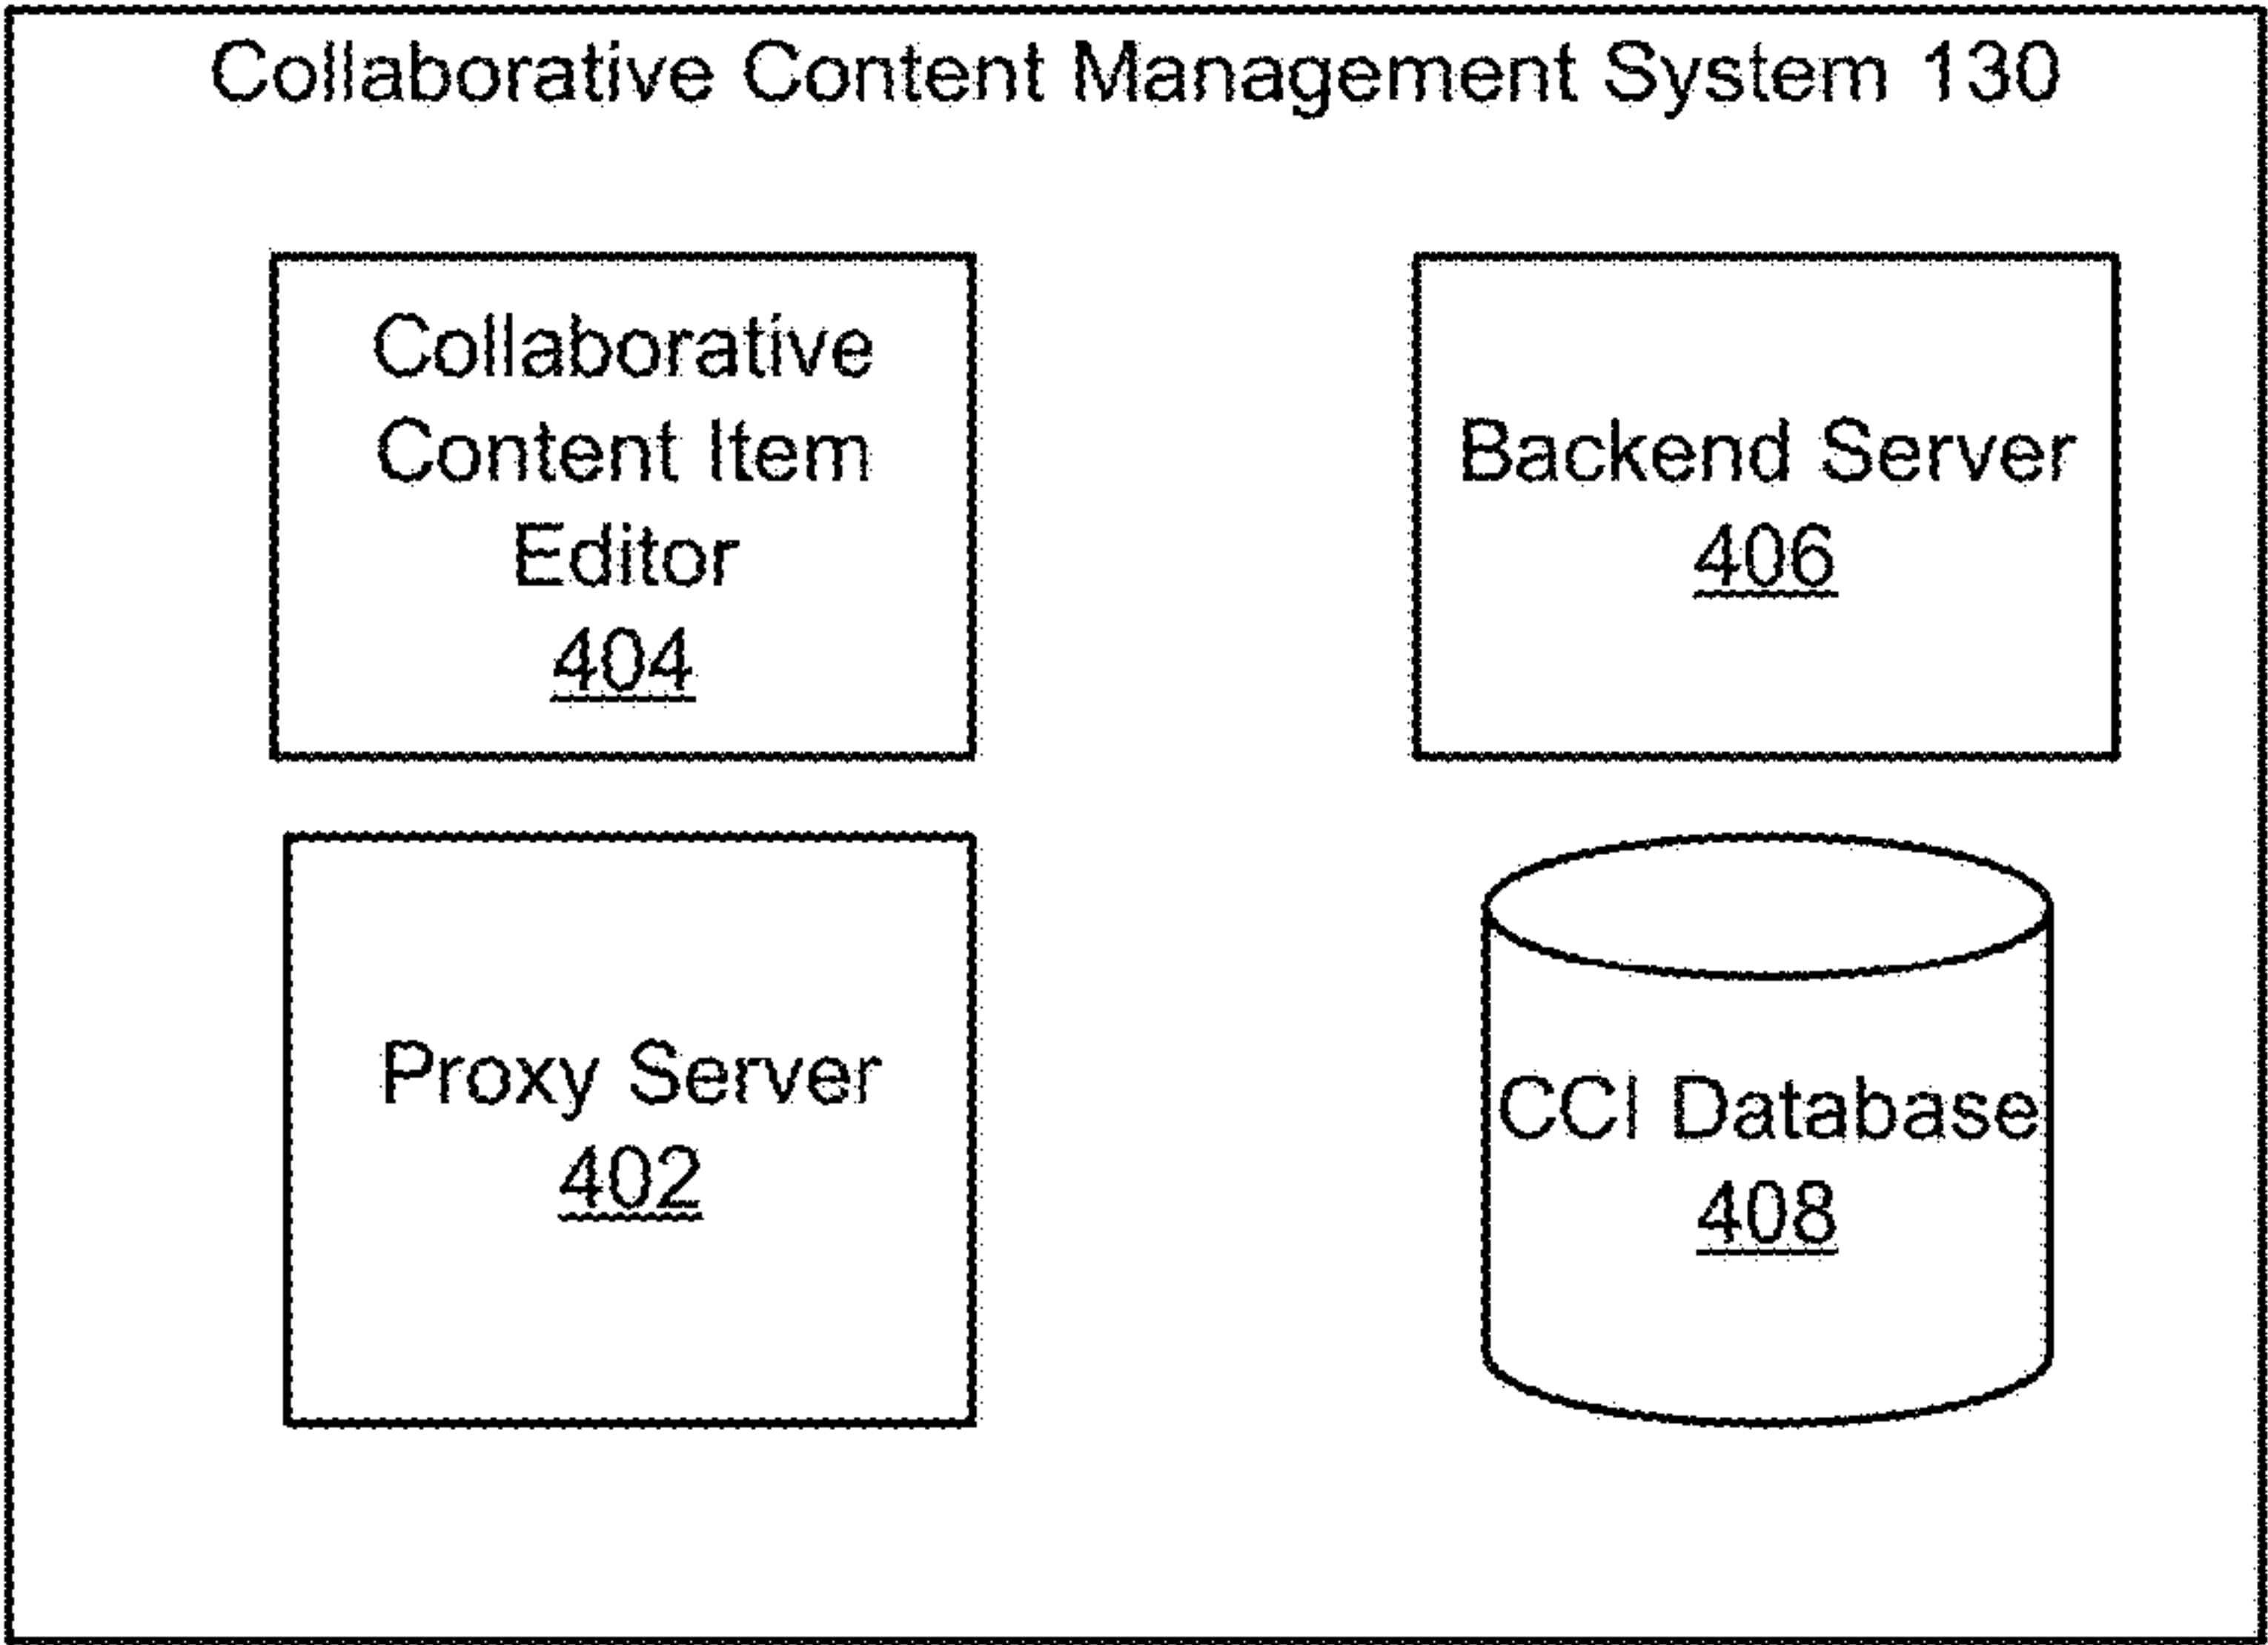 Collaborative Content Management System 130
Collaborative
Content Item
Editor
404
Backend Server
406
Proxy Server
402
CCI Database
408